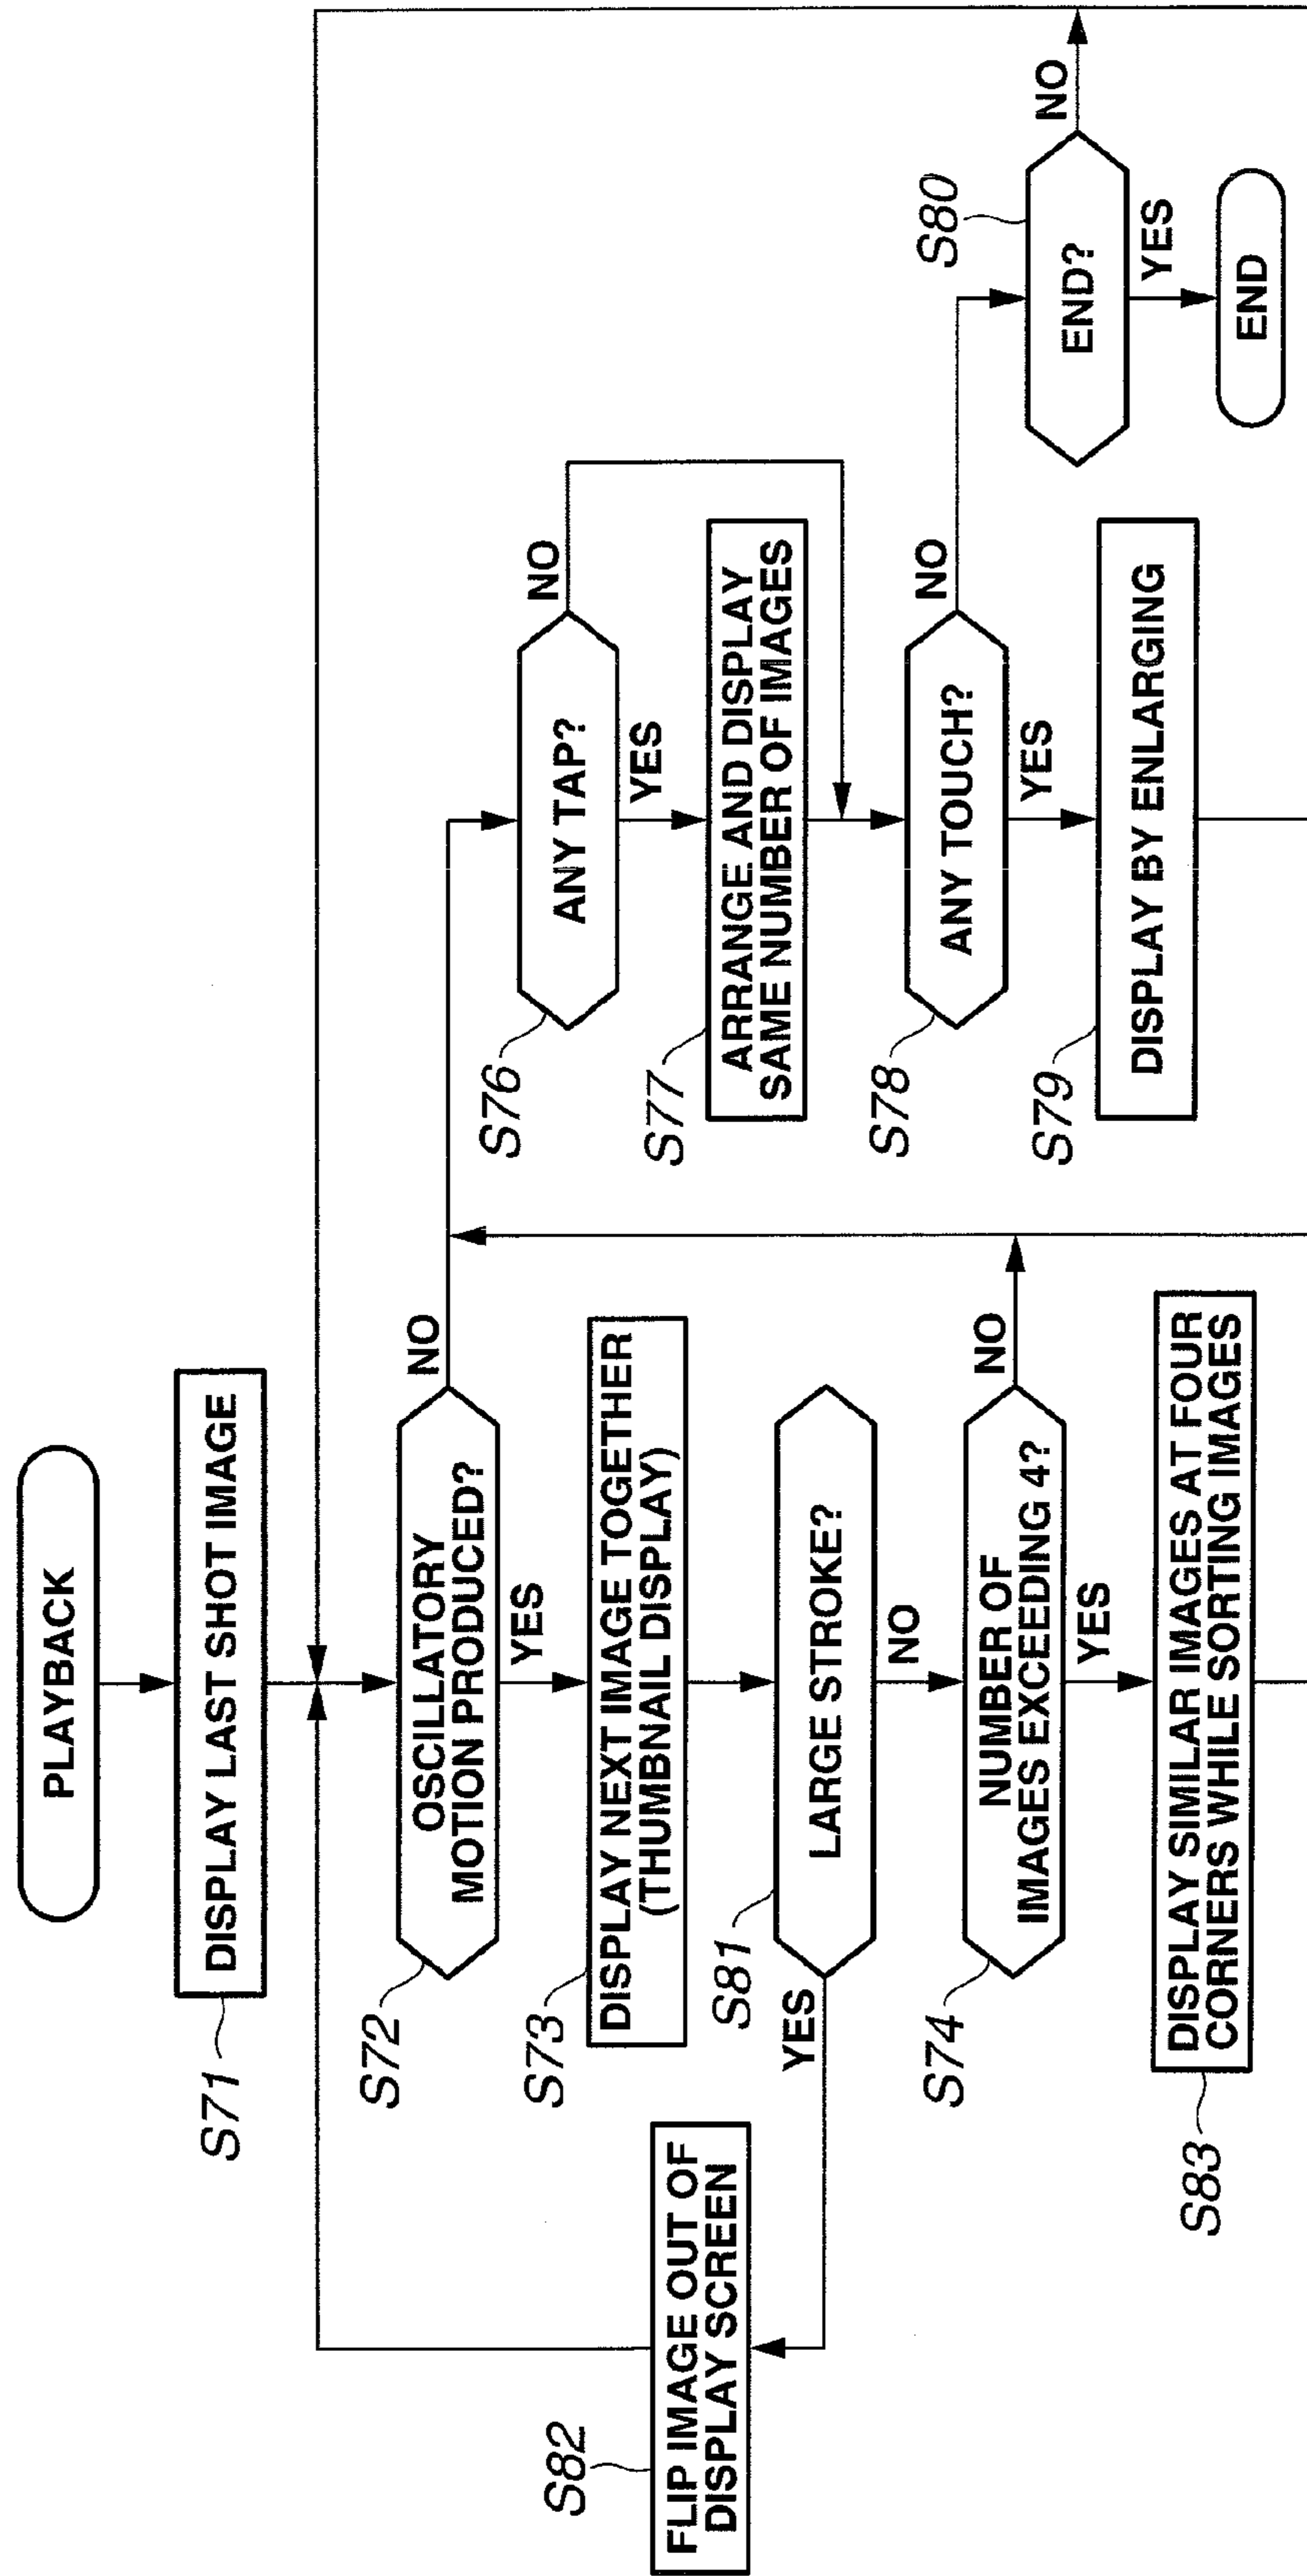 PLAYBACK
DISPLAY LAST SHOT IMAGE
S71
OSCILLATORY
MOTION PRODUCED?
S72
NO
YES
DISPLAY NEXT IMAGE TOGETHER
(THUMBNAIL DISPLAY)
S73
LARGE STROKE?
S81
YES
NO
FLIP IMAGE OUT OF
DISPLAY SCREEN
S82
NUMBER OF
IMAGES EXCEEDING 4?
S74
NO
YES
DISPLAY SIMILAR IMAGES AT FOUR
CORNERS WHILE SORTING IMAGES
S83
ANY TAP?
S76
NO
YES
ARRANGE AND DISPLAY
SAME NUMBER OF IMAGES
S77
ANY TOUCH?
S78
NO
YES
DISPLAY BY ENLARGING
S79
END?
S80
NO
YES
END